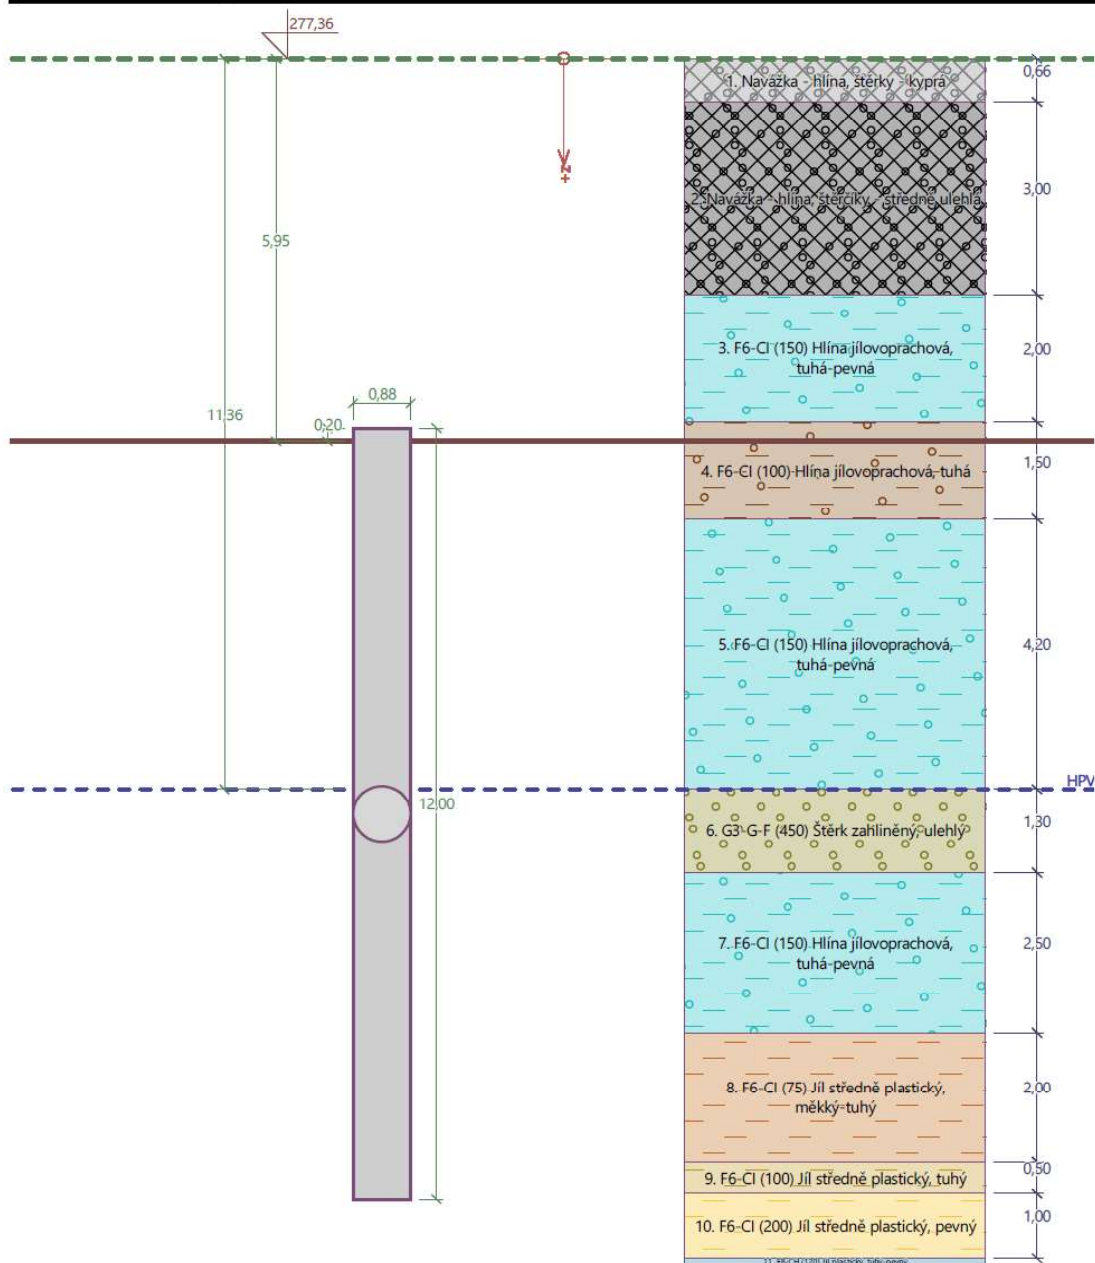 277,36
0,66
1. Navážka - hlína, štěrky - kyprá
+z
3,00
2. Navážka - hlína, štěrčíky - středně ulehlá
5,95
3. F6-CI (150) Hlína jílovoprachová,
tuhá-pevná
2,00
0,88
11,36
0,20
4. F6-CI (100) Hlína jílovoprachová, tuhá
1,50
5. F6-CI (150) Hlína jílovoprachová,
tuhá-pevná
4,20
HPV
12,00
6. G3-G-F (450) Štěrk zahliněný, ulehlý
1,30
7. F6-CI (150) Hlína jílovoprachová,
tuhá-pevná
2,50
8. F6-CI (75) Jíl středně plastický,
měkký-tuhý
2,00
9. F6-CI (100) Jíl středně plastický, tuhý
0,50
10. F6-CI (200) Jíl středně plastický, pevný
1,00